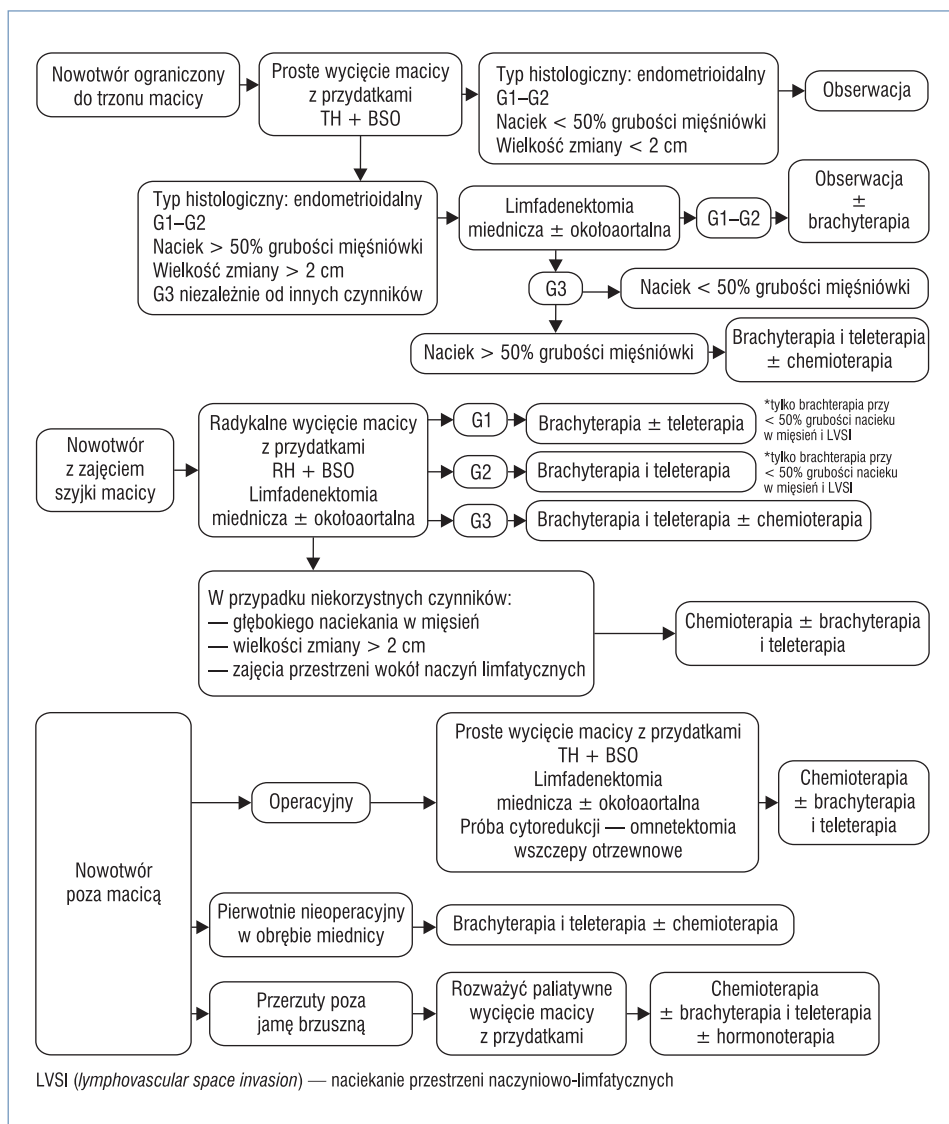 Nowotwór ograniczony
do trzonu macicy
Proste wycięcie macicy
z przydatkami
TH + BSO
Typ histologiczny: endometrioidalny
G1–G2
Naciek < 50% grubości mięśniówki
Wielkość zmiany < 2 cm
Obserwacja
Typ histologiczny: endometrioidalny
G1–G2
Naciek > 50% grubości mięśniówki
Wielkość zmiany > 2 cm
G3 niezależnie od innych czynników
Limfadenektomia
miednicza ± okołoaortalna
G1–G2
Obserwacja
±
brachyterapia
G3
Naciek < 50% grubości mięśniówki
Naciek > 50% grubości mięśniówki
Brachyterapia i teleterapia
± chemioterapia
Nowotwór
z zajęciem
szyjki macicy
Radykalne wycięcie macicy
z przydatkami
RH + BSO
Limfadenektomia
miednicza ± okołoaortalna
G1
Brachyterapia ± teleterapia
*tylko brachterapia przy
< 50% grubości nacieku
w mięsień i LVSI
G2
Brachyterapia i teleterapia
*tylko brachterapia przy
< 50% grubości nacieku
w mięsień i LVSI
G3
Brachyterapia i teleterapia ± chemioterapia
W przypadku niekorzystnych czynników:
— głębokiego naciekania w mięsień
— wielkości zmiany > 2 cm
— zajęcia przestrzeni wokół naczyń limfatycznych
Chemioterapia ± brachyterapia
i teleterapia
Nowotwór
poza macicą
Operacyjny
Proste wycięcie macicy z przydatkami
TH + BSO
Limfadenektomia
miednicza ± okołoaortalna
Próba cytoredukcji — omnetektomia
wszczepy otrzewnowe
Chemioterapia
± brachyterapia
i teleterapia
Pierwotnie nieoperacyjny
w obrębie miednicy
Brachyterapia i teleterapia ± chemioterapia
Przerzuty poza
jamę brzuszną
Rozważyć paliatywne
wycięcie macicy
z przydatkami
Chemioterapia
± brachyterapia i teleterapia
± hormonoterapia
LVSI (lymphovascular space invasion) — naciekanie przestrzeni naczyniowo-limfatycznych